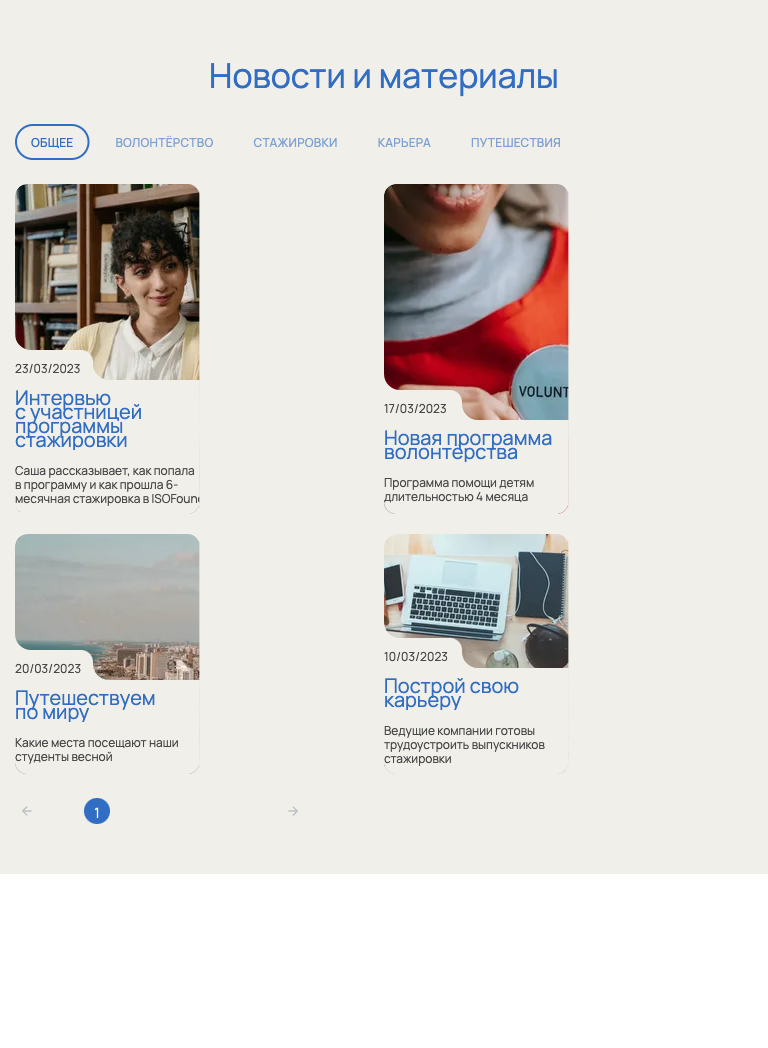 Новости и материалы
ОБЩЕЕ
ВОЛОНТЁРСТВО
СТАЖИРОВКИ
КАРЬЕРА
ПУТЕШЕСТВИЯ
23/03/2023
Интервью
с участницей
программы
стажировки
Саша рассказывает, как попала
в программу и как прошла 6-
месячная стажировка в ISOFoun
VOLUNT
17/03/2023
Новая программа
волонтерства
Программа помощи детям
длительностью 4 месяца
20/03/2023
Путешествуем
по миру
Какие места посещают наши
студенты весной
10/03/2023
Построй свою
карьеру
Ведущие компании готовы
трудоустроить выпускников
стажировки
1